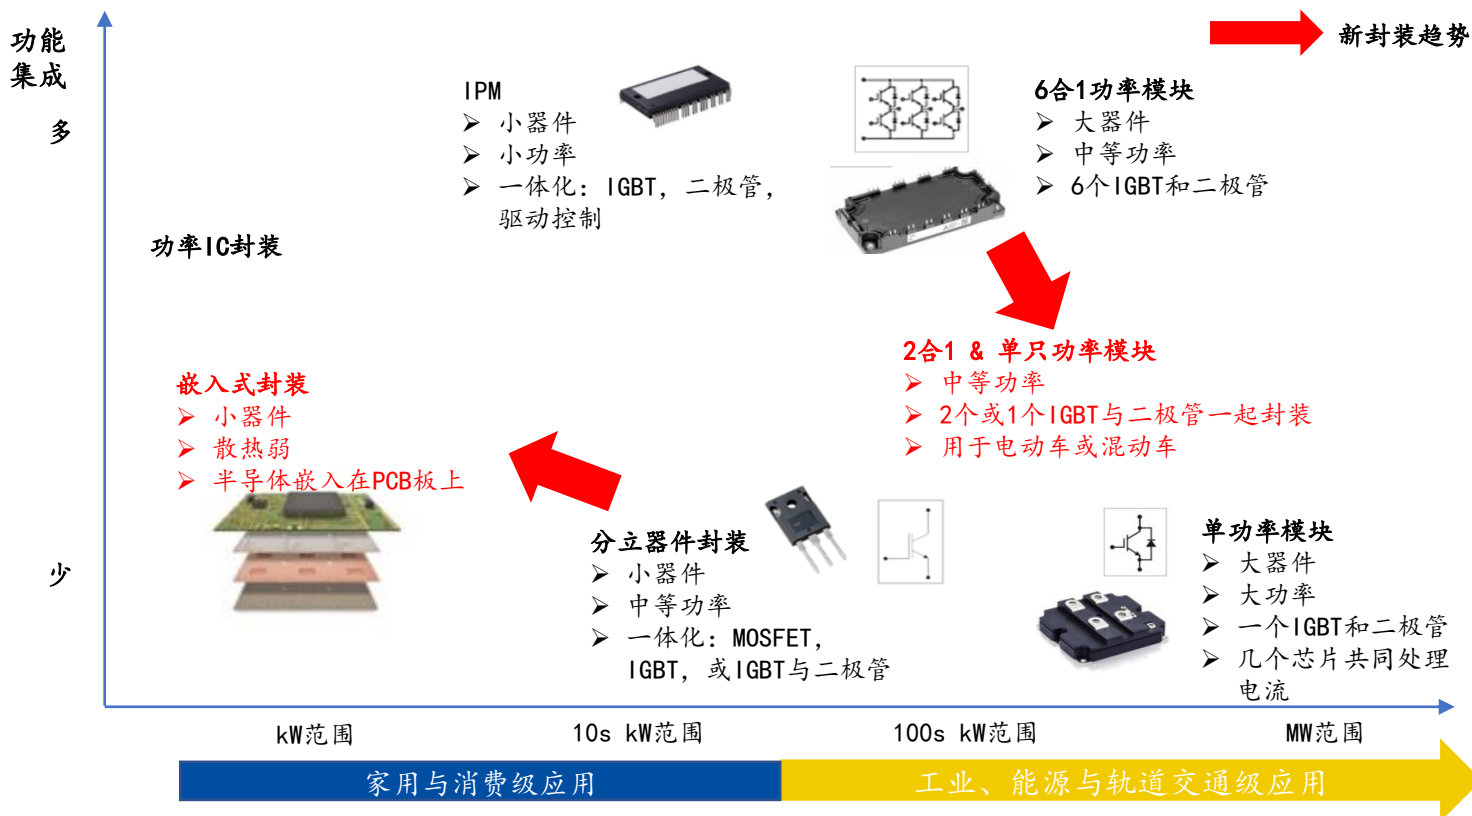 功能
集成
多
少
新封装趋势
IPM
➢ 小器件
➢ 小功率
➢ 一体化：IGBT，二极管，
驱动控制
6合1功率模块
➢ 大器件
➢ 中等功率
➢ 6个IGBT和二极管
功率IC封装
2合1 & 单只功率模块
➢ 中等功率
➢ 2个或1个IGBT与二极管一起封装
➢ 用于电动车或混动车
嵌入式封装
➢ 小器件
➢ 散热弱
➢ 半导体嵌入在PCB板上
分立器件封装
➢ 小器件
➢ 中等功率
➢ 一体化：MOSFET，
IGBT，或IGBT与二极管
单功率模块
➢ 大器件
➢ 大功率
➢ 一个IGBT和二极管
➢ 几个芯片共同处理
电流
kW范围
10s kW范围
100s kW范围
MW范围
家用与消费级应用
工业、能源与轨道交通级应用